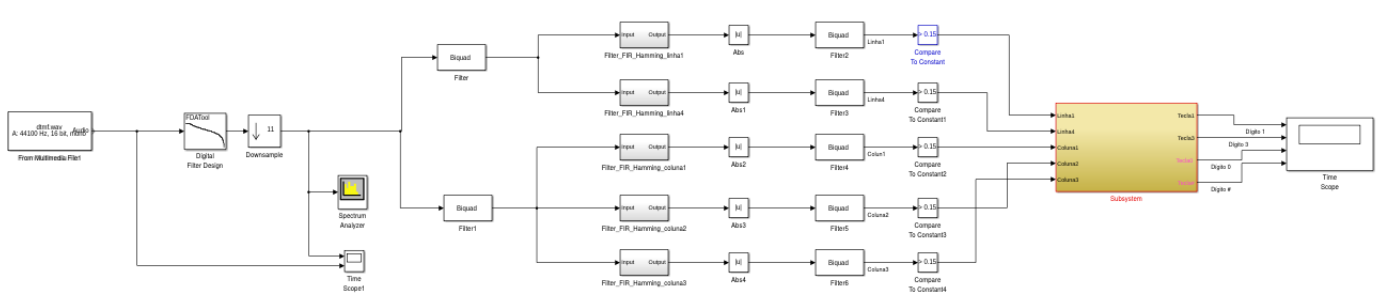 dtmf.wav
A: 44100 Hz, 16 bit, mono
Audio
From Multimedia File1
FDATool
Digital
Filter Design
11
Downsample
Spectrum
Analyzer
Time
Scope1
Biquad
Filter
Biquad
Filter1
Input Output
Filter_FIR_Hamming_linha1
|u|
Abs
Biquad
Filter2
Linha1
> 0.15
Compare
To Constant
Input Output
Filter_FIR_Hamming_linha4
|u|
Abs1
Biquad
Filter3
Linha4
> 0.15
Compare
To Constant1
Input Output
Filter_FIR_Hamming_coluna1
|u|
Abs2
Biquad
Filter4
Colun1
> 0.15
Compare
To Constant2
Input Output
Filter_FIR_Hamming_coluna2
|u|
Abs3
Biquad
Filter5
Coluna2
> 0.15
Compare
To Constant3
Input Output
Filter_FIR_Hamming_coluna3
|u|
Abs4
Biquad
Filter6
Coluna3
> 0.15
Compare
To Constant4
Linha1
Linha4
Coluna1
Coluna2
Coluna3
Tecla1
Tecla3
Subsystem
Digito 1
Digito 3
Digito 0
Digito #
Time
Scope